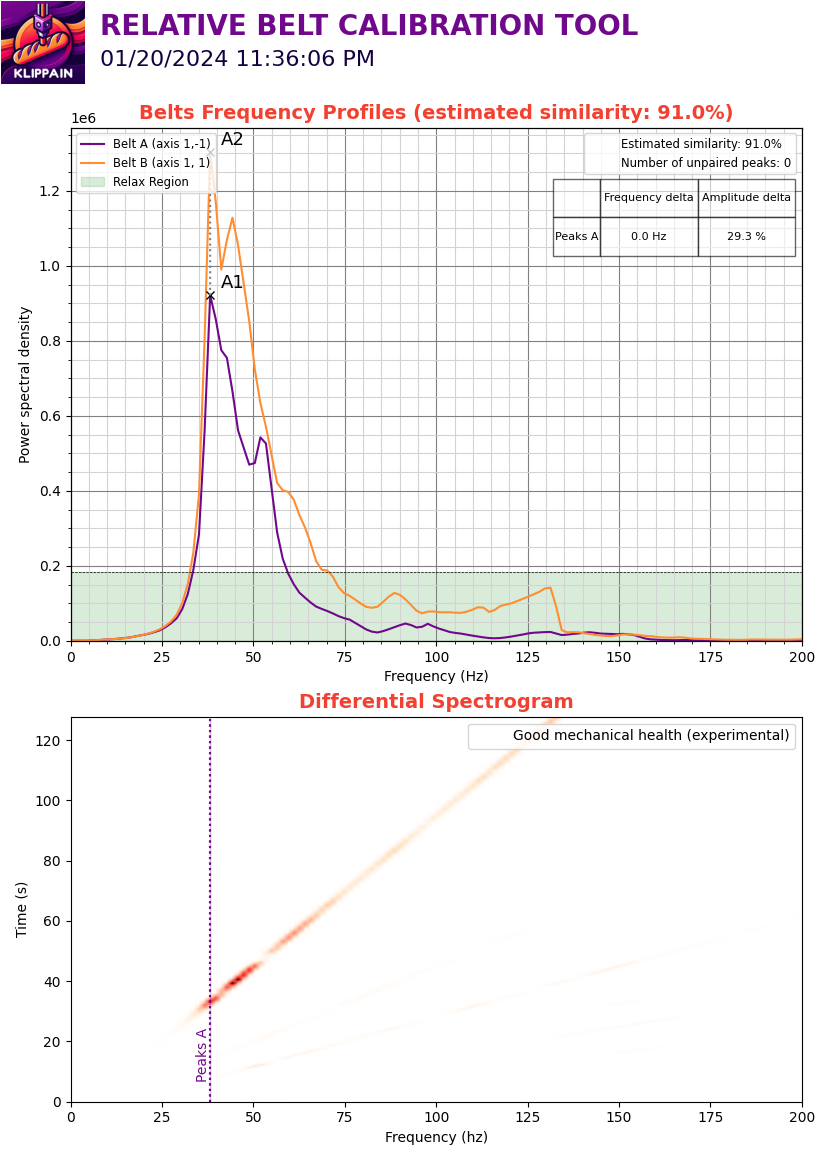 KLIPPAIN
RELATIVE BELT CALIBRATION TOOL
01/20/2024 11:36:06 PM
Belts Frequency Profiles (estimated similarity: 91.0%)
1e6
A2
Belt A (axis 1,-1)
Belt B (axis 1, 1)
Relax Region
Estimated similarity: 91.0%
Number of unpaired peaks: 0
Frequency delta Amplitude delta
Peaks A 0.0 Hz 29.3 %
A1
1.2
1.0
0.8
0.6
0.4
0.2
0.0
Power spectral density
0 25 50 75 100 125 150 175 200
Frequency (Hz)
Differential Spectrogram
Good mechanical health (experimental)
120
100
80
60
40
20
0
Time (s)
Peaks A
0 25 50 75 100 125 150 175 200
Frequency (hz)